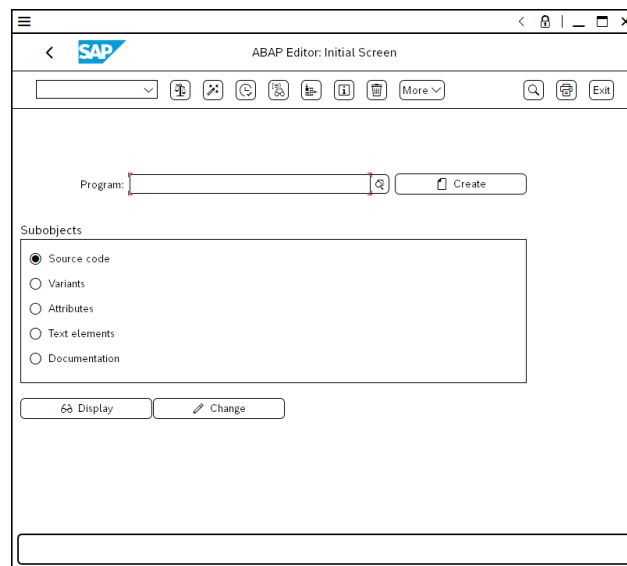 SAP
ABAP Editor: Initial Screen
More
Exit
Program:
Create
Subobjects
Source code
Variants
Attributes
Text elements
Documentation
Display
Change